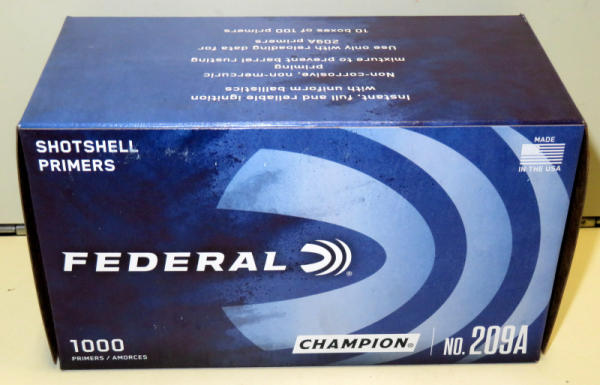 Instant, full and reliable ignition
with uniform ballistics
Non-corrosive, non-mercuric
priming
mixture to prevent barrel rusting
Use only with reloading data for
209A primers
10 boxes of 100 primers
SHOTSHELL
PRIMERS
MADE
IN THE USA
FEDERAL
®
1000
PRIMERS / AMORCES
CHAMPION
NO. 209A